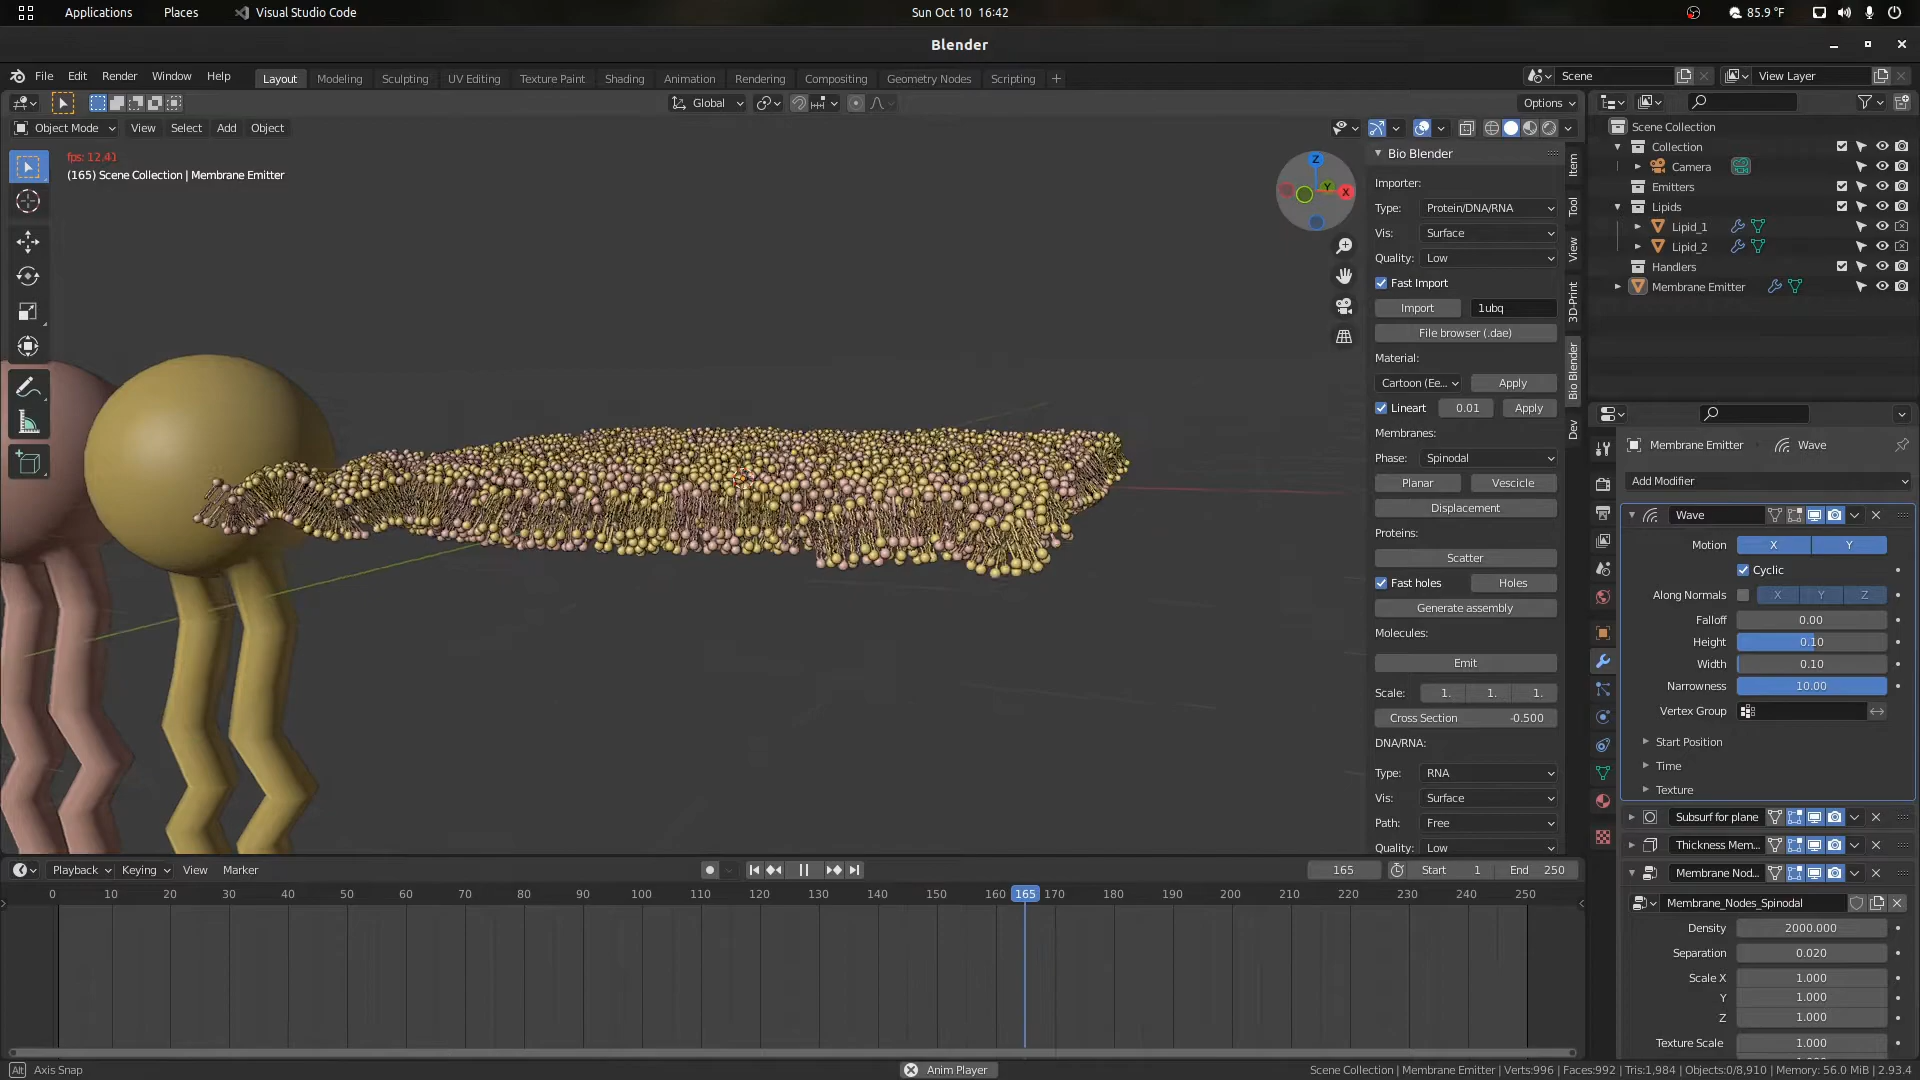 Applications Places Visual Studio Code Sun Oct 10 16:42 85.9 °F
Blender
File Edit Render Window Help Layout Modeling Sculpting UV Editing Texture Paint Shading Animation Rendering Compositing Geometry Nodes Scripting + Scene View Layer
Global Options
Object Mode View Select Add Object
fps: 12.41
(165) Scene Collection | Membrane Emitter
Z
Y
X
Bio Blender
Importer:
Type: Protein/DNA/RNA
Vis: Surface
Quality: Low
Fast Import
Import 1ubq
File browser (.dae)
Material:
Cartoon (Ee... Apply
Lineart 0.01 Apply
Membranes:
Phase: Spinodal
Planar Vescicle
Displacement
Proteins:
Scatter
Fast holes Holes
Generate assembly
Molecules:
Emit
Scale: 1. 1. 1.
Cross Section -0.500
DNA/RNA:
Type: RNA
Vis: Surface
Path: Free
Quality: Low
Item
Tool
View
3D-Print
Bio Blender
Dev
Scene Collection
Collection
Camera
Emitters
Lipids
Lipid_1
Lipid_2
Handlers
Membrane Emitter
Membrane Emitter Wave
Add Modifier
Wave
Motion X Y
Cyclic
Along Normals X Y Z
Falloff 0.00
Height 0.10
Width 0.10
Narrowness 10.00
Vertex Group
Start Position
Time
Texture
Subsurf for plane
Thickness Mem...
Membrane Nod...
Membrane_Nodes_Spinodal
Density 2000.000
Separation 0.020
Scale X 1.000
Y 1.000
Z 1.000
Texture Scale 1.000
Playback Keying View Marker 165 Start 1 End 250
0 10 20 30 40 50 60 70 80 90 100 110 120 130 140 150 160 165 170 180 190 200 210 220 230 240 250
Alt Axis Snap Anim Player Scene Collection | Membrane Emitter | Verts:996 | Faces:992 | Tris:1,984 | Objects:0/8,910 | Memory: 56.0 MiB | 2.93.4